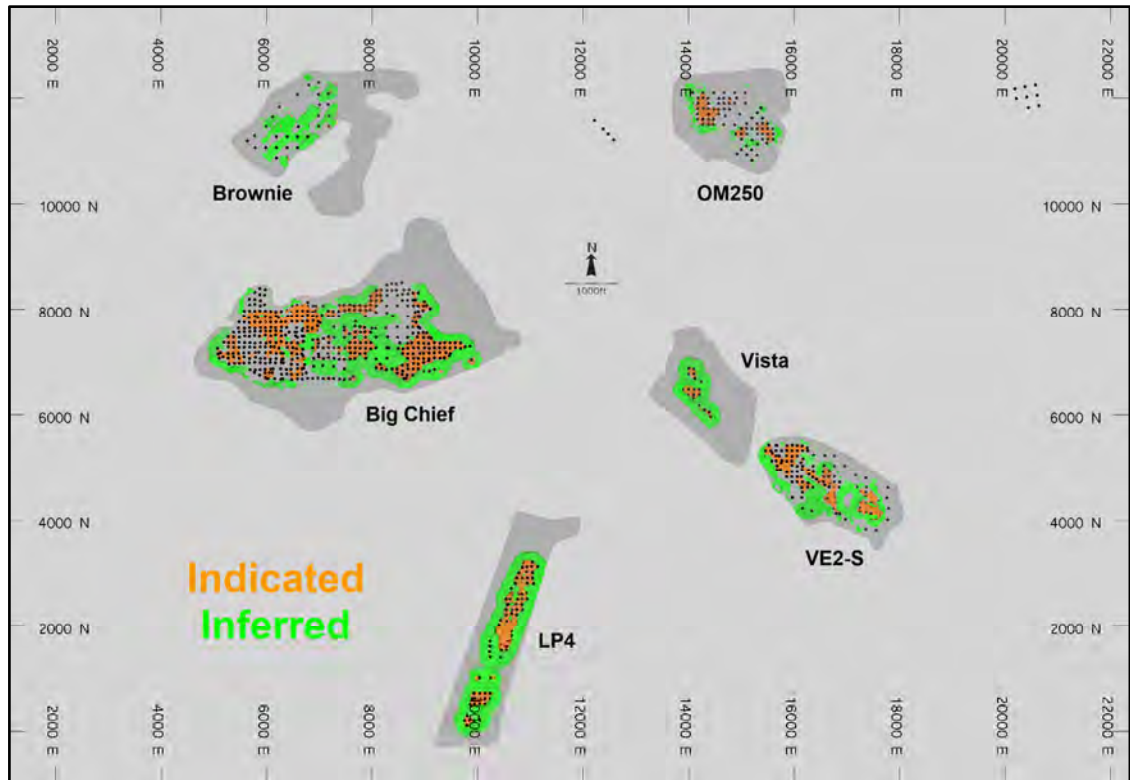 2000 E
4000 E
6000 E
8000 E
10000 E
12000 E
14000 E
16000 E
18000 E
20000 E
22000 E
Brownie
OM250
10000 N
10000 N
N
1000ft
8000 N
8000 N
Vista
Big Chief
6000 N
6000 N
4000 N
4000 N
VE2-S
Indicated
Inferred
2000 N
LP4
2000 N
2000 E
4000 E
6000 E
8000 E
10000 E
12000 E
14000 E
16000 E
18000 E
20000 E
22000 E